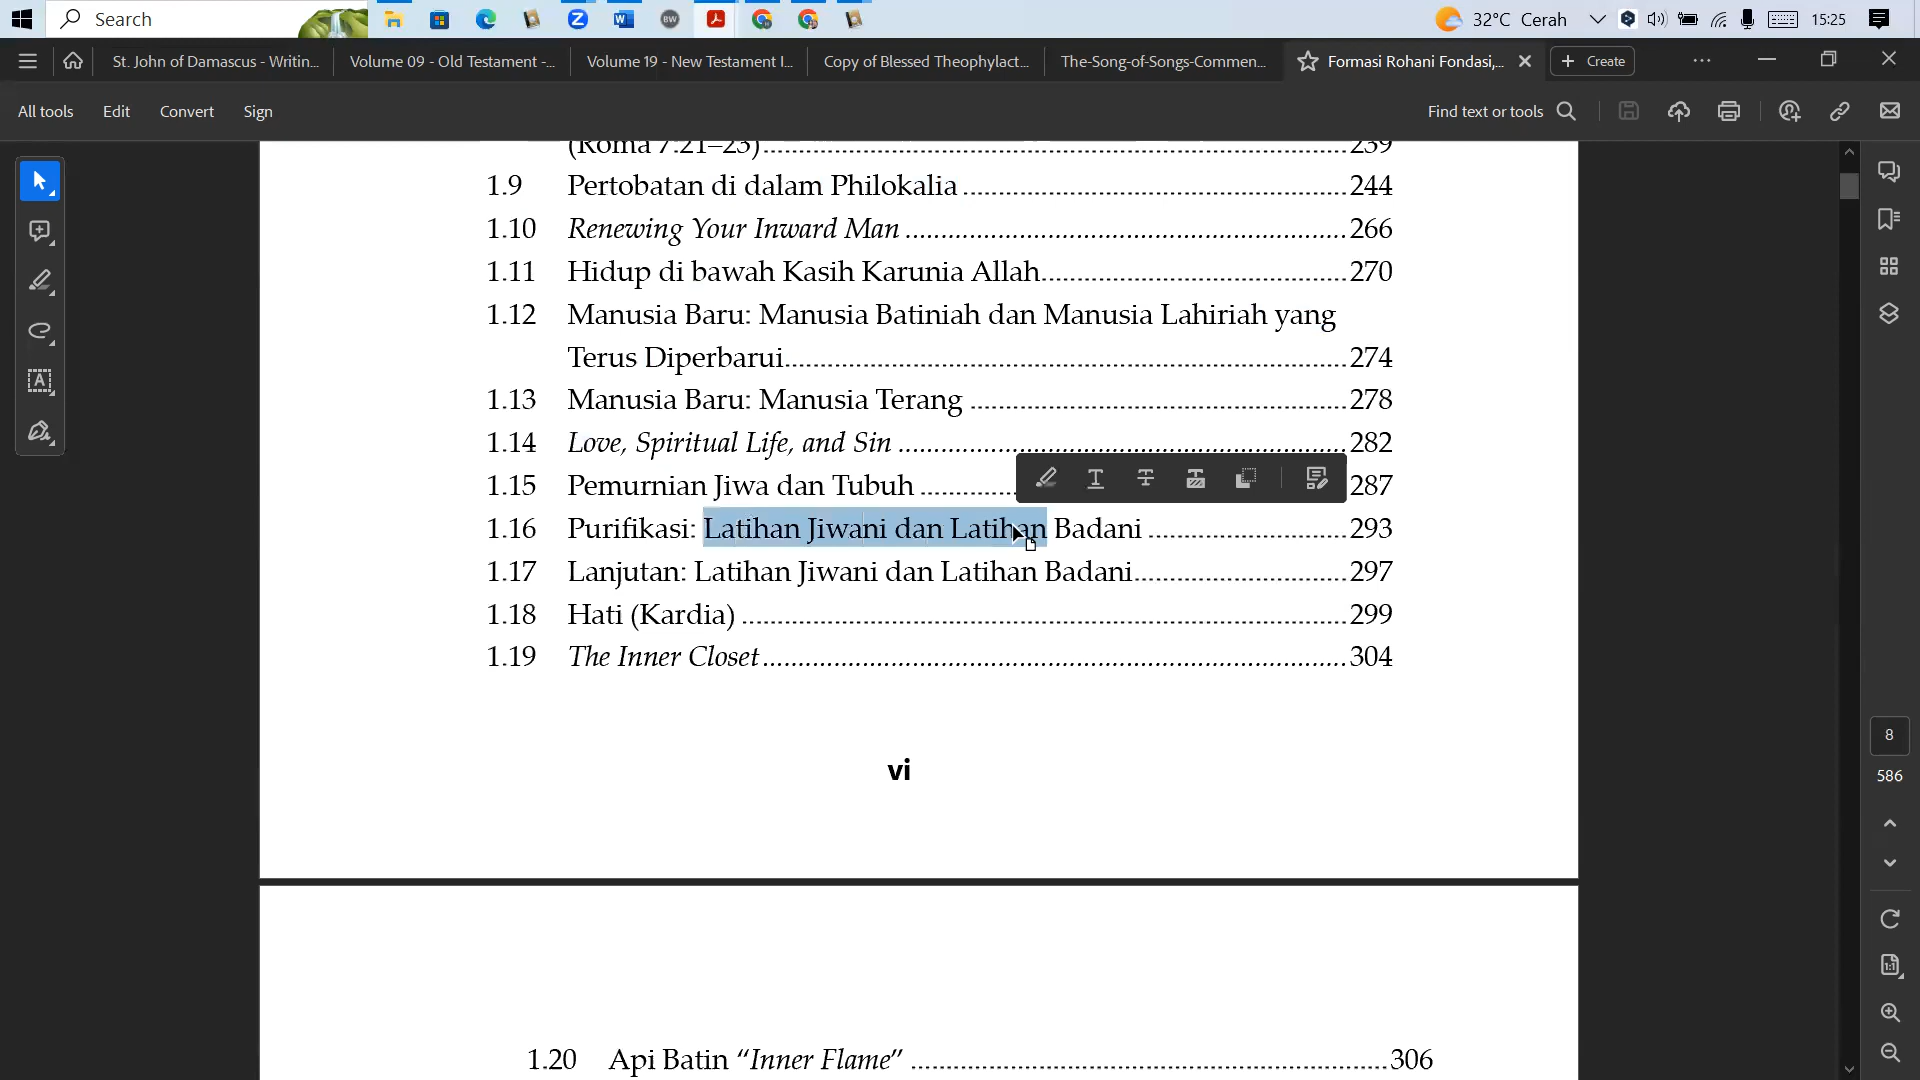 Search
BW
32°C Cerah
15:25
St. John of Damascus - Writin...
Volume 09 - Old Testament -...
Volume 19 - New Testament I...
Copy of Blessed Theophylact...
The-Song-of-Songs-Commen...
Formasi Rohani Fondasi,...
Create
All tools
Edit
Convert
Sign
Find text or tools
(Roma 7:21–23)....................239
1.9 Pertobatan di dalam Philokalia....................244
1.10 Renewing Your Inward Man....................266
1.11 Hidup di bawah Kasih Karunia Allah....................270
1.12 Manusia Baru: Manusia Batiniah dan Manusia Lahiriah yang
Terus Diperbarui....................274
1.13 Manusia Baru: Manusia Terang....................278
1.14 Love, Spiritual Life, and Sin....................282
1.15 Pemurnian Jiwa dan Tubuh....................287
1.16 Purifikasi: Latihan Jiwani dan Latihan Badani....................293
1.17 Lanjutan: Latihan Jiwani dan Latihan Badani....................297
1.18 Hati (Kardia)....................299
1.19 The Inner Closet....................304
vi
1.20 Api Batin “Inner Flame”....................306
8
586